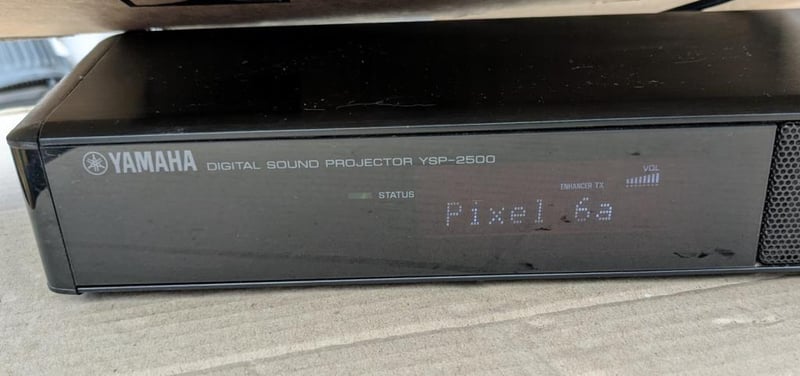 YAMAHA DIGITAL SOUND PROJECTOR YSP-2500
VOL
ENHANCER TX
STATUS
Pixel 6a